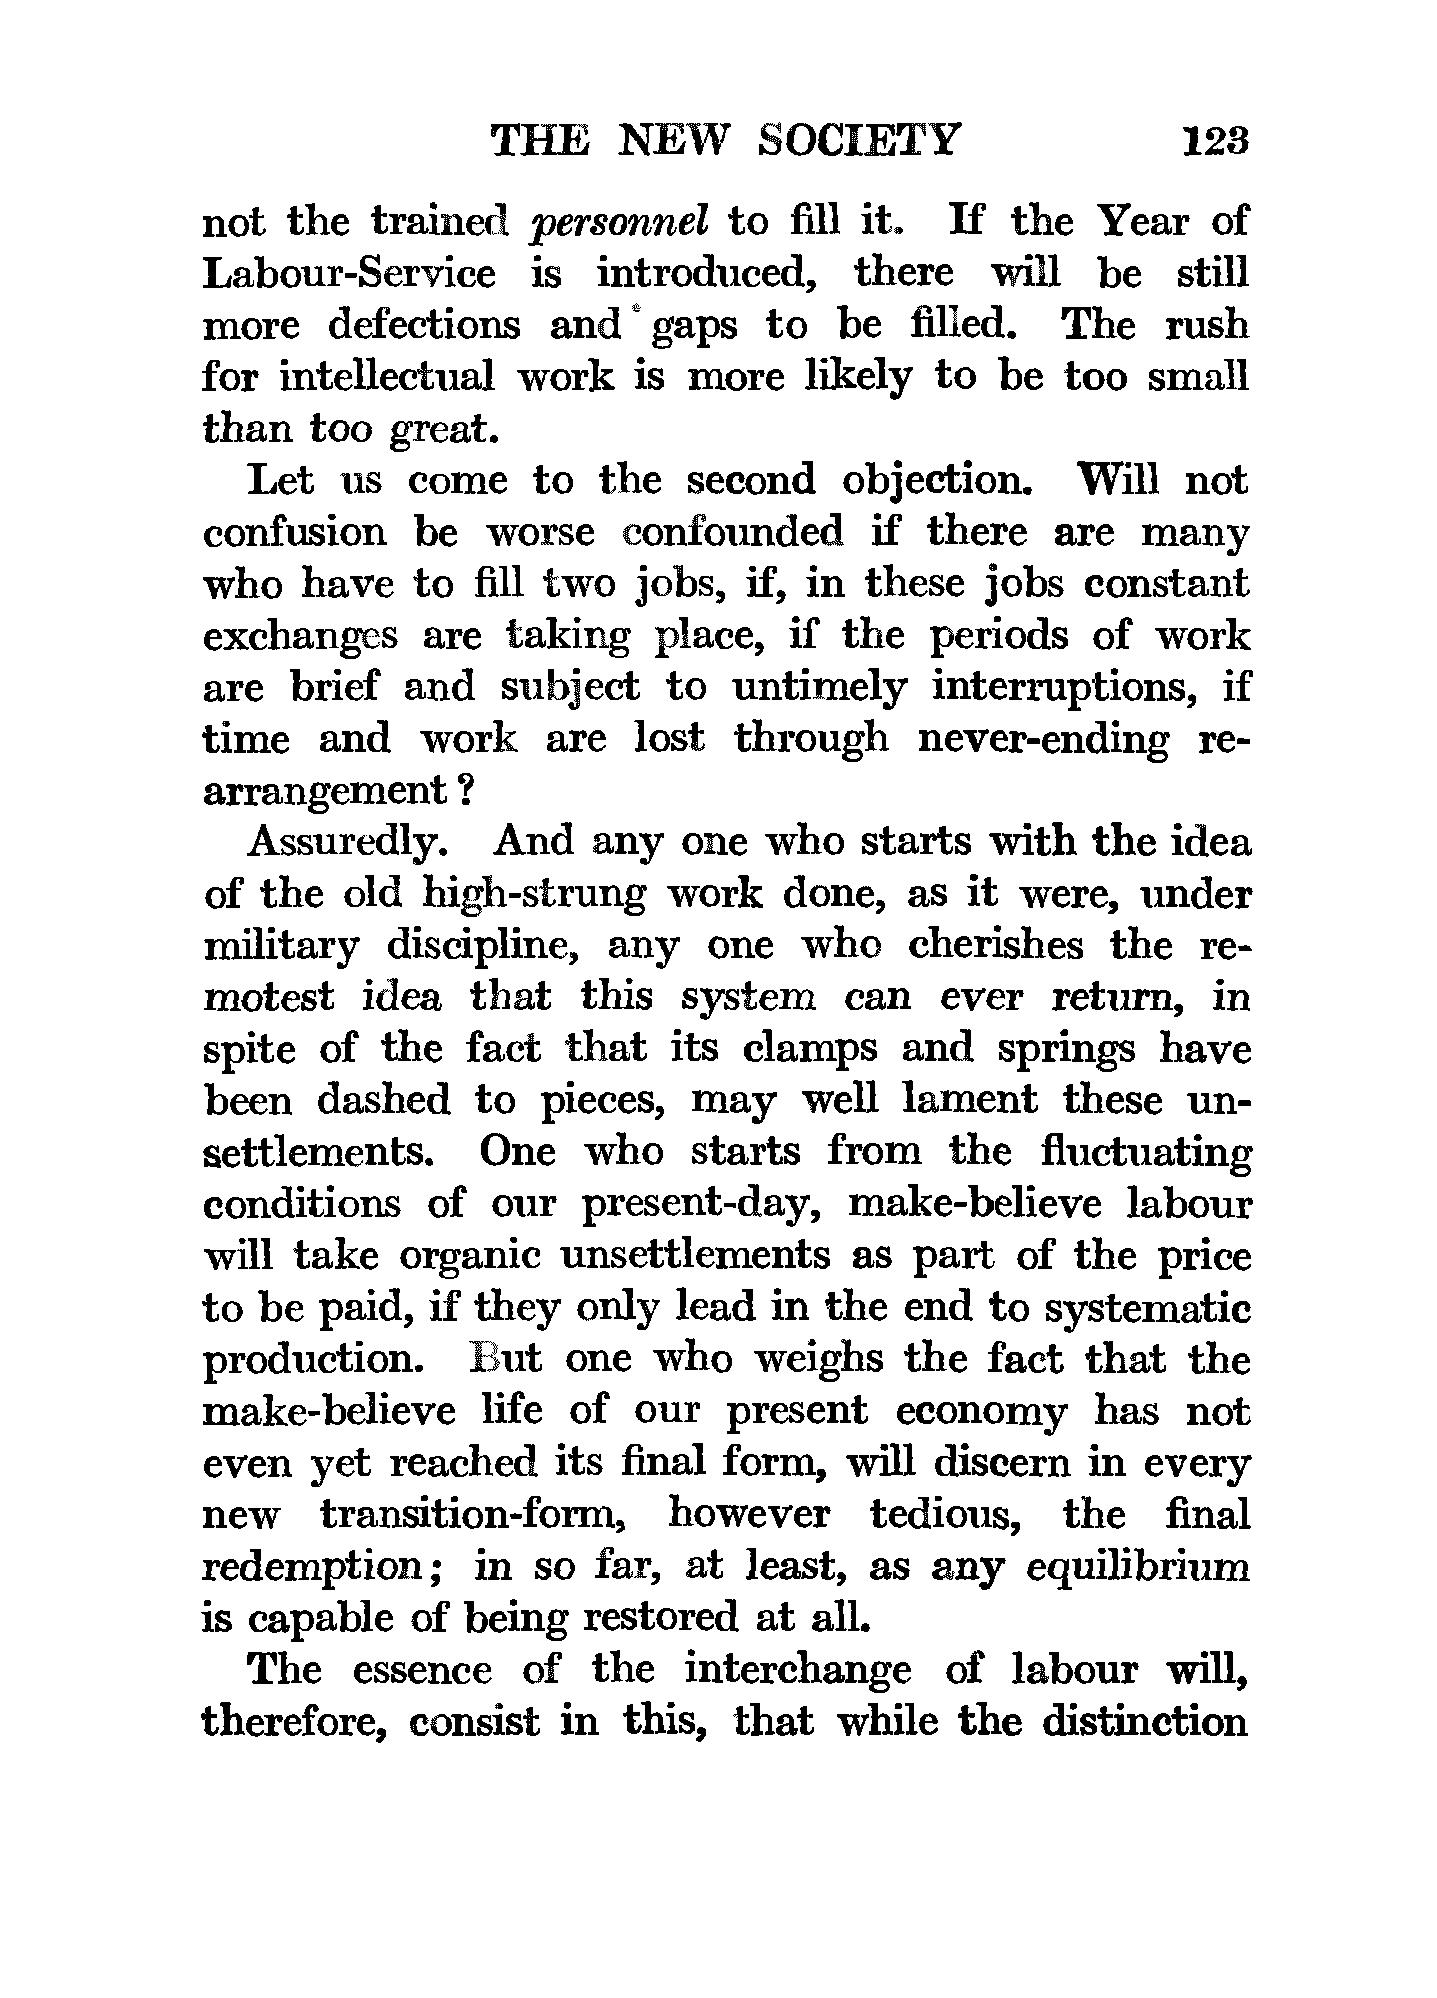 THE NEW SOCIETY 123
not the trained personnel to fill it. If the Year of
Labour-Service is introduced, there will be still
more defections and gaps to be filled. The rush
for intellectual work is more likely to be too small
than too great.
Let us come to the second objection. Will not
confusion be worse confounded if there are many
who have to fill two jobs, if, in these jobs constant
exchanges are taking place, if the periods of work
are brief and subject to untimely interruptions, if
time and work are lost through never-ending re-
arrangement ?
Assuredly. And any one who starts with the idea
of the old high-strung work done, as it were, under
military discipline, any one who cherishes the re-
motest idea that this system can ever return, in
spite of the fact that its clamps and springs have
been dashed to pieces, may well lament these un-
settlements. One who starts from the fluctuating
conditions of our present-day, make-believe labour
will take organic unsettlements as part of the price
to be paid, if they only lead in the end to systematic
production. But one who weighs the fact that the
make-believe life of our present economy has not
even yet reached its final form, will discern in every
new transition-form, however tedious, the final
redemption; in so far, at least, as any equilibrium
is capable of being restored at all.
The essence of the interchange of labour will,
therefore, consist in this, that while the distinction